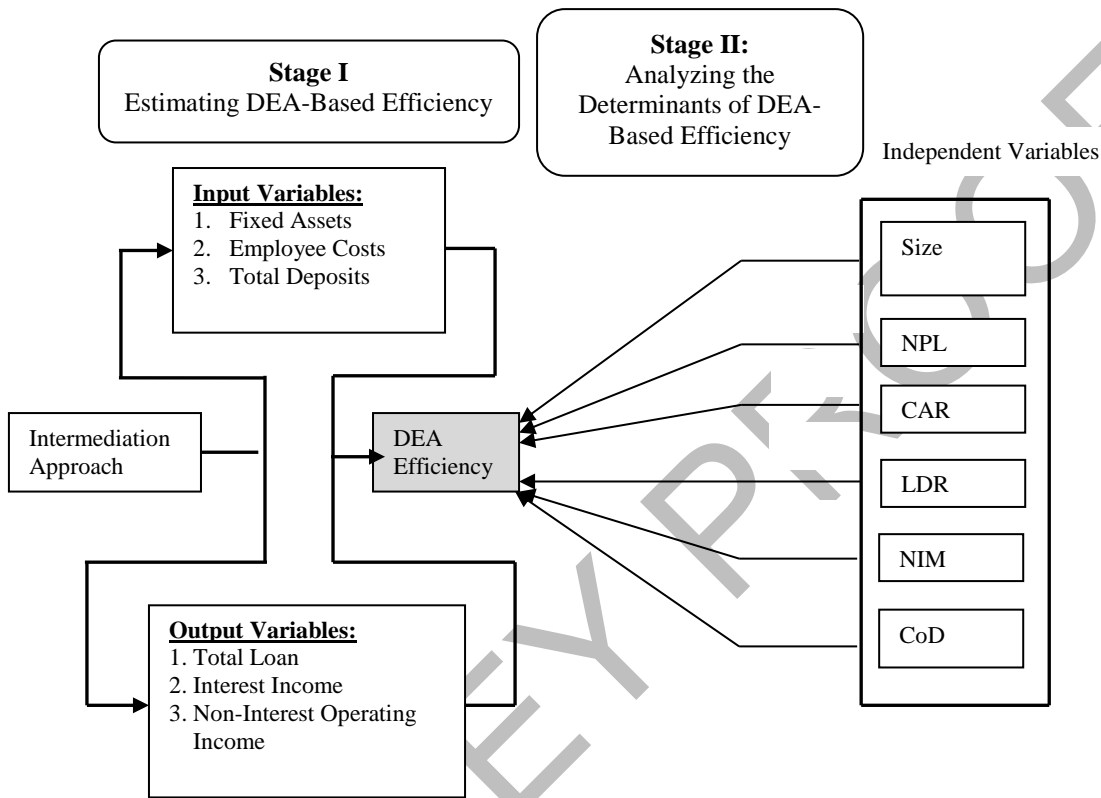 Stage I
Estimating DEA-Based Efficiency
Stage II:
Analyzing the
Determinants of DEA-
Based Efficiency
Independent Variables
Input Variables:
1. Fixed Assets
2. Employee Costs
3. Total Deposits
Intermediation
Approach
DEA
Efficiency
Output Variables:
1. Total Loan
2. Interest Income
3. Non-Interest Operating
Income
Size
NPL
CAR
LDR
NIM
CoD